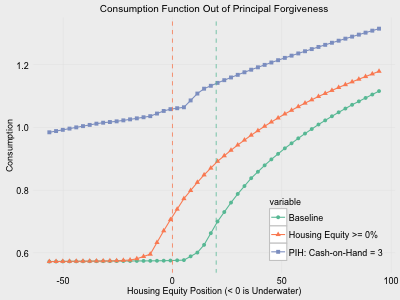 Consumption Function Out of Principal Forgiveness
Consumption
1.2
1.0
0.8
0.6
variable
Baseline
Housing Equity >= 0%
PIH: Cash-on-Hand = 3
-50 0 50 100
Housing Equity Position (< 0 is Underwater)